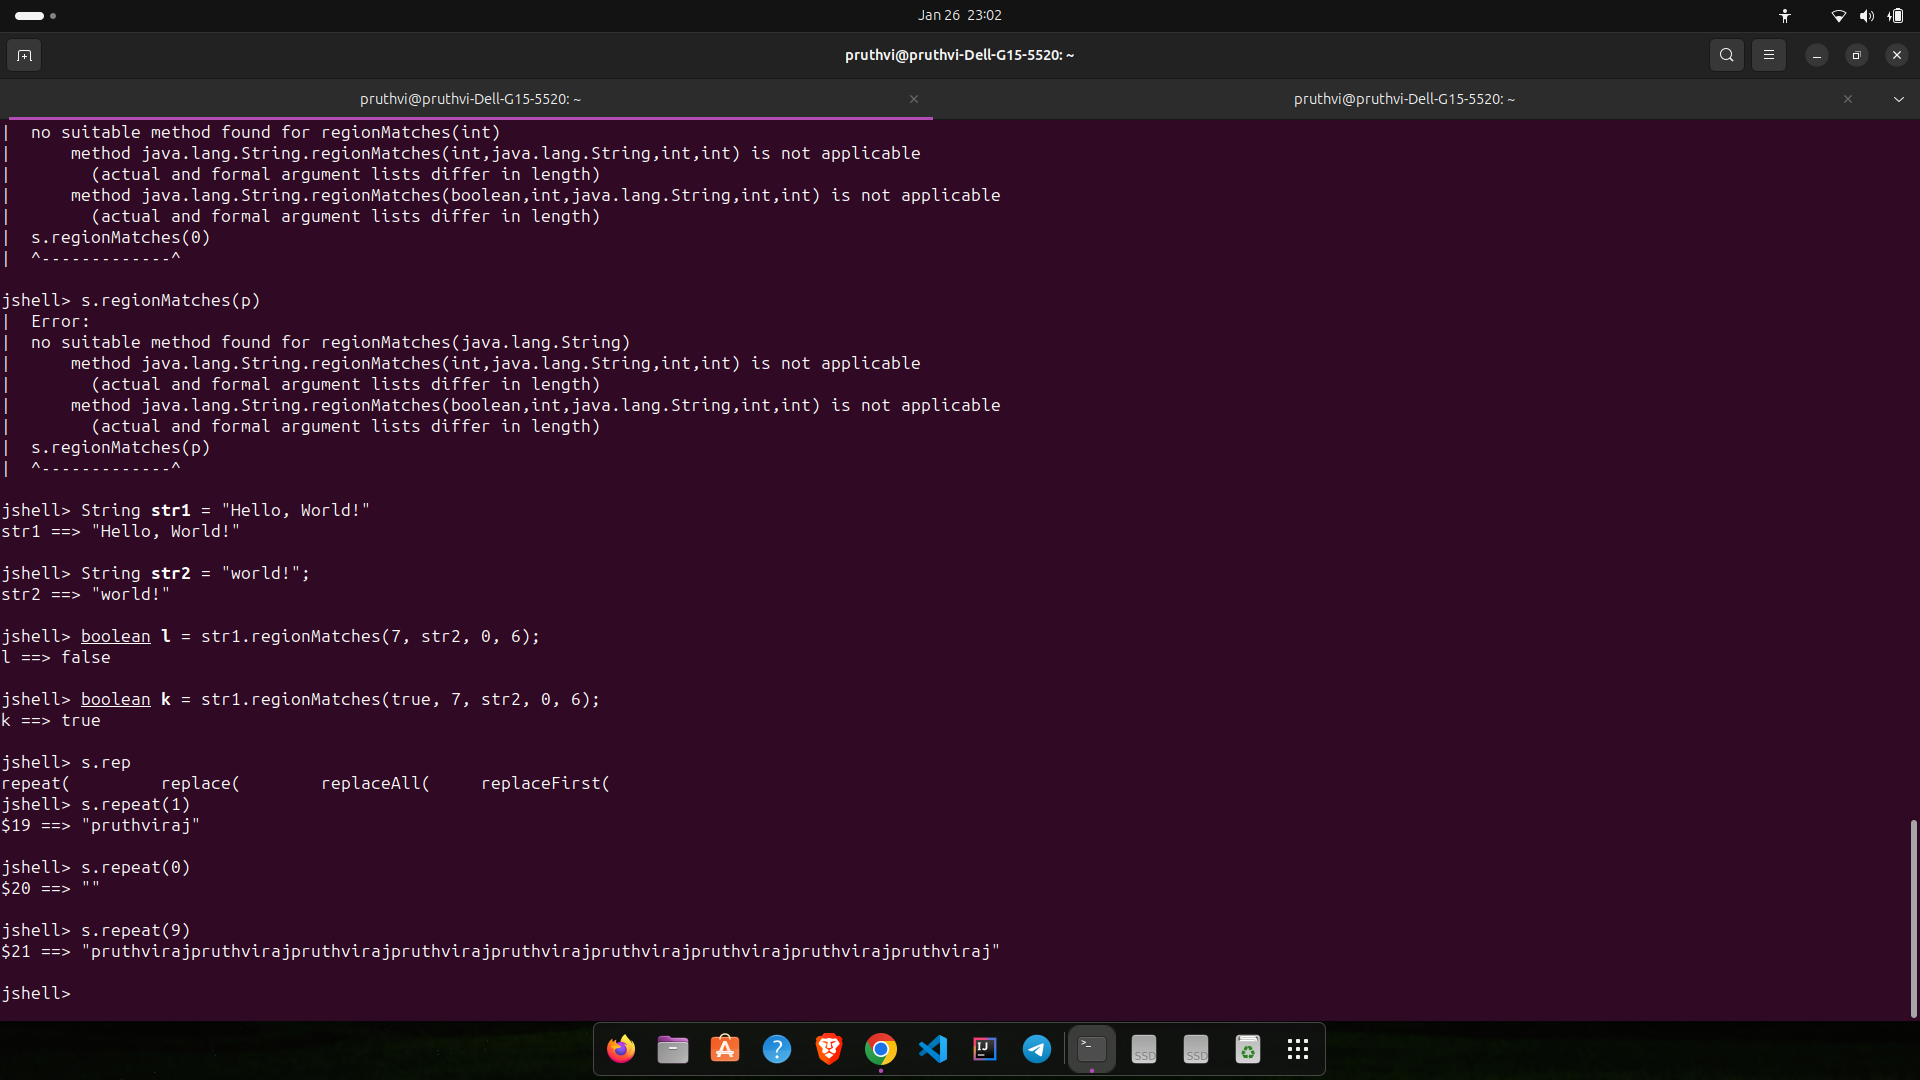 Jan 26 23:02
pruthvi@pruthvi-Dell-G15-5520: ~
pruthvi@pruthvi-Dell-G15-5520: ~
pruthvi@pruthvi-Dell-G15-5520: ~
|  no suitable method found for regionMatches(int)
|      method java.lang.String.regionMatches(int,java.lang.String,int,int) is not applicable
|        (actual and formal argument lists differ in length)
|      method java.lang.String.regionMatches(boolean,int,java.lang.String,int,int) is not applicable
|        (actual and formal argument lists differ in length)
|  s.regionMatches(0)
|  ^-------------^
jshell> s.regionMatches(p)
|  Error:
|  no suitable method found for regionMatches(java.lang.String)
|      method java.lang.String.regionMatches(int,java.lang.String,int,int) is not applicable
|        (actual and formal argument lists differ in length)
|      method java.lang.String.regionMatches(boolean,int,java.lang.String,int,int) is not applicable
|        (actual and formal argument lists differ in length)
|  s.regionMatches(p)
|  ^-------------^
jshell> String str1 = "Hello, World!"
str1 ==> "Hello, World!"
jshell> String str2 = "world!";
str2 ==> "world!"
jshell> boolean l = str1.regionMatches(7, str2, 0, 6);
l ==> false
jshell> boolean k = str1.regionMatches(true, 7, str2, 0, 6);
k ==> true
jshell> s.rep
repeat(         replace(        replaceAll(     replaceFirst(
jshell> s.repeat(1)
$19 ==> "pruthviraj"
jshell> s.repeat(0)
$20 ==> ""
jshell> s.repeat(9)
$21 ==> "pruthvirajpruthvirajpruthvirajpruthvirajpruthvirajpruthvirajpruthvirajpruthvirajpruthviraj"
jshell>
IJ
>_
SSD
SSD